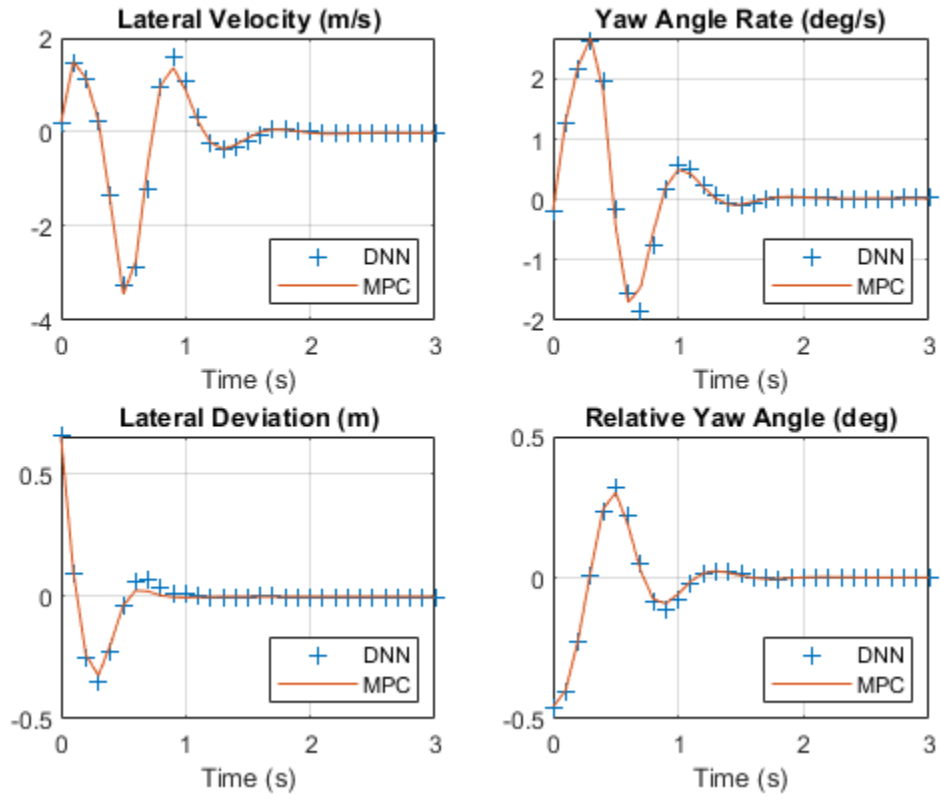 Lateral Velocity (m/s)
2
0
-2
-4
0
1
2
3
DNN
MPC
Time (s)
Yaw Angle Rate (deg/s)
2
1
0
-1
-2
0
1
2
3
DNN
MPC
Time (s)
Lateral Deviation (m)
0.5
0
-0.5
0
1
2
3
DNN
MPC
Time (s)
Relative Yaw Angle (deg)
0.5
0
-0.5
0
1
2
3
DNN
MPC
Time (s)